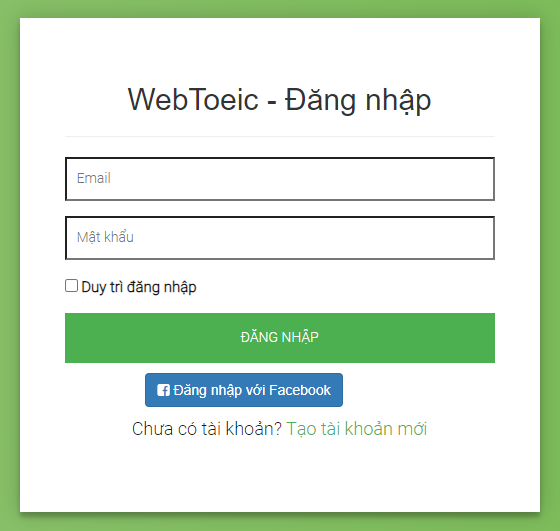 WebToeic - Đăng nhập
Email
Mật khẩu
Duy trì đăng nhập
ĐĂNG NHẬP
Đăng nhập với Facebook
Chưa có tài khoản? Tạo tài khoản mới